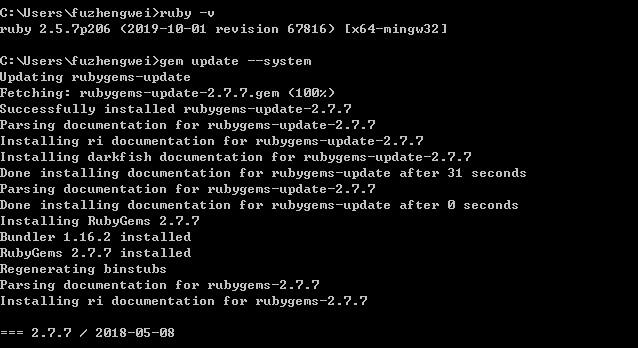 C:\Users\fuzhengwei>ruby -v
ruby 2.5.7p206 (2019-10-01 revision 67816) [x64-mingw32]
C:\Users\fuzhengwei>gem update --system
Updating rubygems-update
Fetching: rubygems-update-2.7.7.gem (100%)
Successfully installed rubygems-update-2.7.7
Parsing documentation for rubygems-update-2.7.7
Installing ri documentation for rubygems-update-2.7.7
Installing darkfish documentation for rubygems-update-2.7.7
Done installing documentation for rubygems-update after 31 seconds
Parsing documentation for rubygems-update-2.7.7
Done installing documentation for rubygems-update after 0 seconds
Installing RubyGems 2.7.7
Bundler 1.16.2 installed
RubyGems 2.7.7 installed
Regenerating binstubs
Parsing documentation for rubygems-2.7.7
Installing ri documentation for rubygems-2.7.7
=== 2.7.7 / 2018-05-08